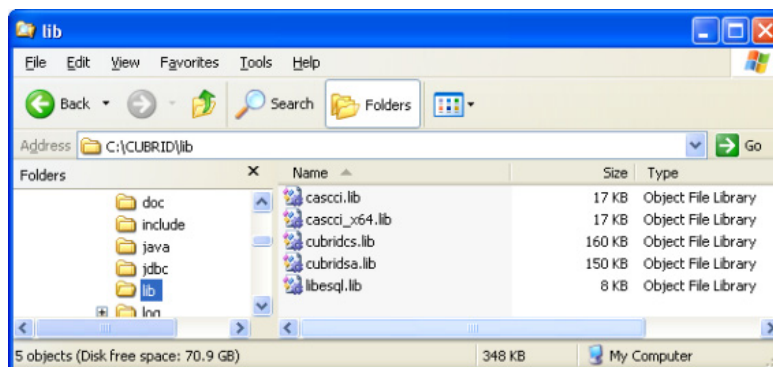 lib
File Edit View Favorites Tools Help
Back Search Folders
Address C:\CUBRID\lib Go
Folders x Name Size Type
doc cascci.lib 17 KB Object File Library
include cascci_x64.lib 17 KB Object File Library
java cubridcs.lib 160 KB Object File Library
jdbc cubridsa.lib 150 KB Object File Library
lib libesql.lib 8 KB Object File Library
log
5 objects (Disk free space: 70.9 GB) 348 KB My Computer